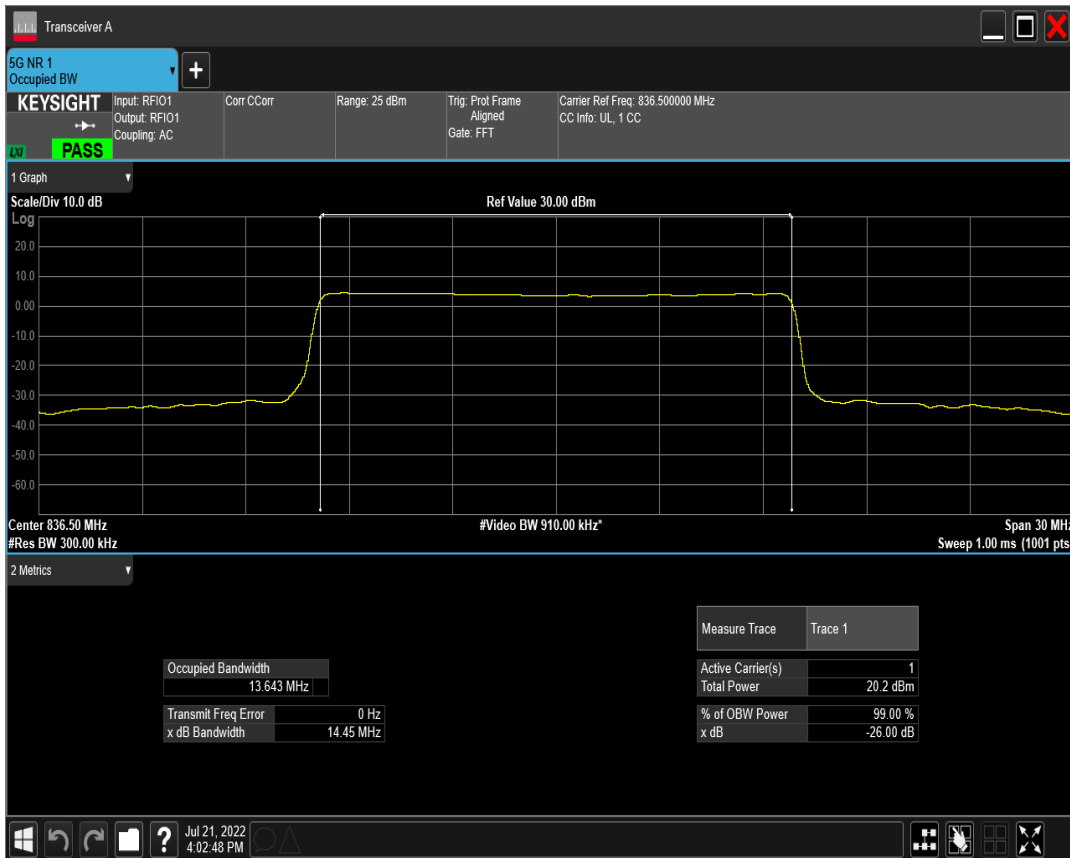 Transceiver A
5G NR 1
Occupied BW
+
KEYSIGHT
LXI
PASS
Input: RFIO1
Output: RFIO1
Coupling: AC
Corr CCorr
Range: 25 dBm
Trig: Prot Frame
Aligned
Gate: FFT
Carrier Ref Freq: 836.500000 MHz
CC Info: UL, 1 CC
1 Graph
Scale/Div 10.0 dB
Ref Value 30.00 dBm
Log
20.0
10.0
0.00
-10.0
-20.0
-30.0
-40.0
-50.0
-60.0
Center 836.50 MHz
#Video BW 910.00 kHz*
Span 30 MHz
#Res BW 300.00 kHz
Sweep 1.00 ms (1001 pts
2 Metrics
Measure Trace Trace 1
Occupied Bandwidth
13.643 MHz
Active Carrier(s) 1
Total Power 20.2 dBm
Transmit Freq Error 0 Hz
x dB Bandwidth 14.45 MHz
% of OBW Power 99.00 %
x dB -26.00 dB
?
Jul 21, 2022
4:02:48 PM